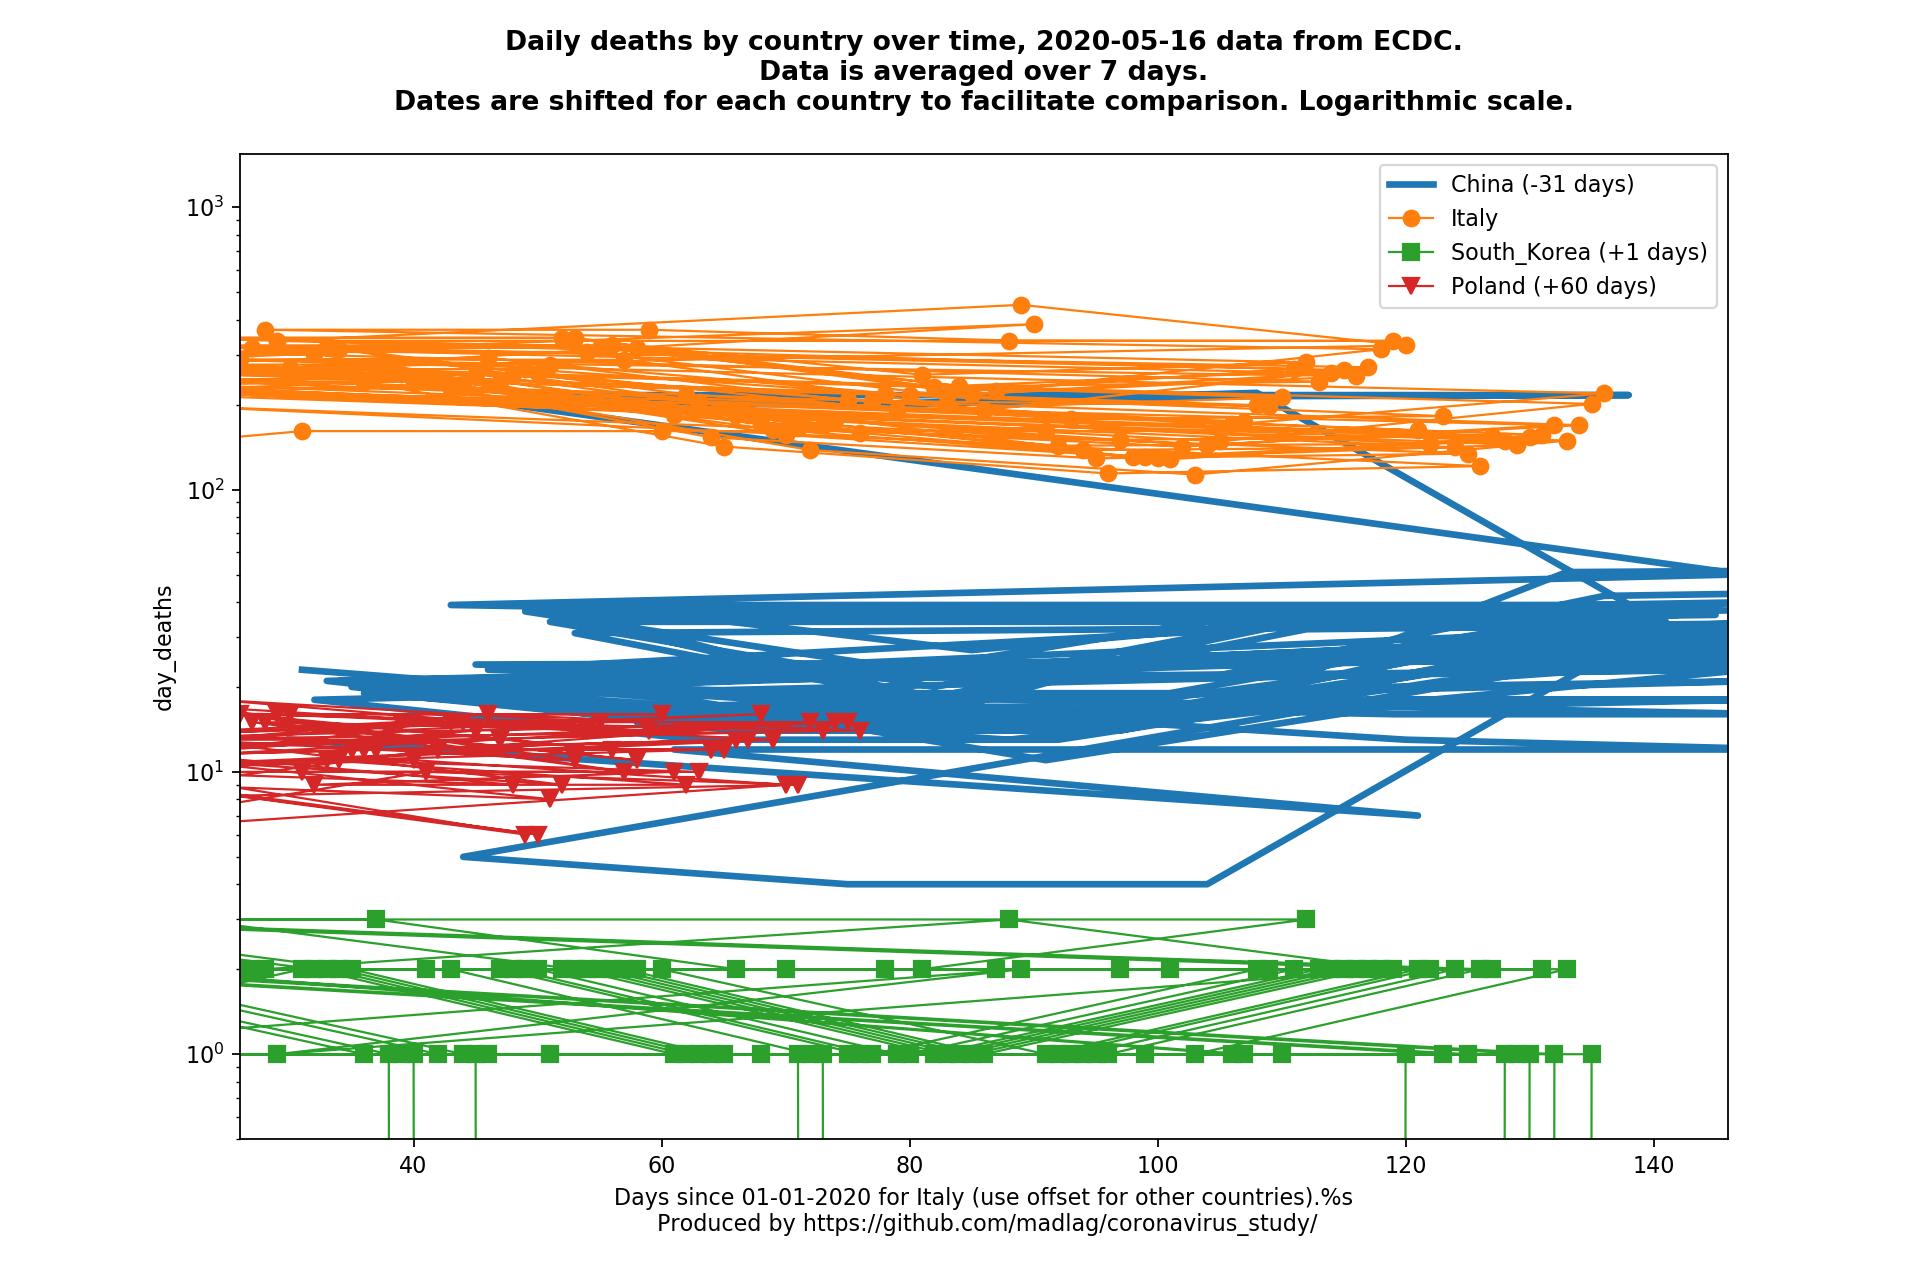 Daily deaths by country over time, 2020-05-16 data from ECDC.
Data is averaged over 7 days.
Dates are shifted for each country to facilitate comparison. Logarithmic scale.
China (-31 days)
Italy
South_Korea (+1 days)
Poland (+60 days)
10³
10²
10¹
10⁰
day_deaths
40 60 80 100 120 140
Days since 01-01-2020 for Italy (use offset for other countries).%s
Produced by https://github.com/madlag/coronavirus_study/